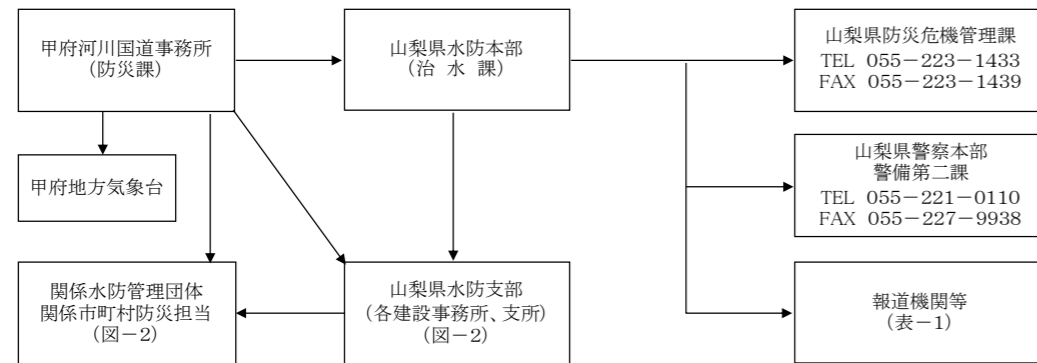 甲府河川国道事務所
(防災課)
山梨県水防本部
(治 水 課)
山梨県防災危機管理課
TEL 055-223-1433
FAX 055-223-1439
甲府地方気象台
山梨県警察本部
警備第二課
TEL 055-221-0110
FAX 055-227-9938
関係水防管理団体
関係市町村防災担当
(図-2)
山梨県水防支部
(各建設事務所、支所)
(図-2)
報道機関等
(表-1)